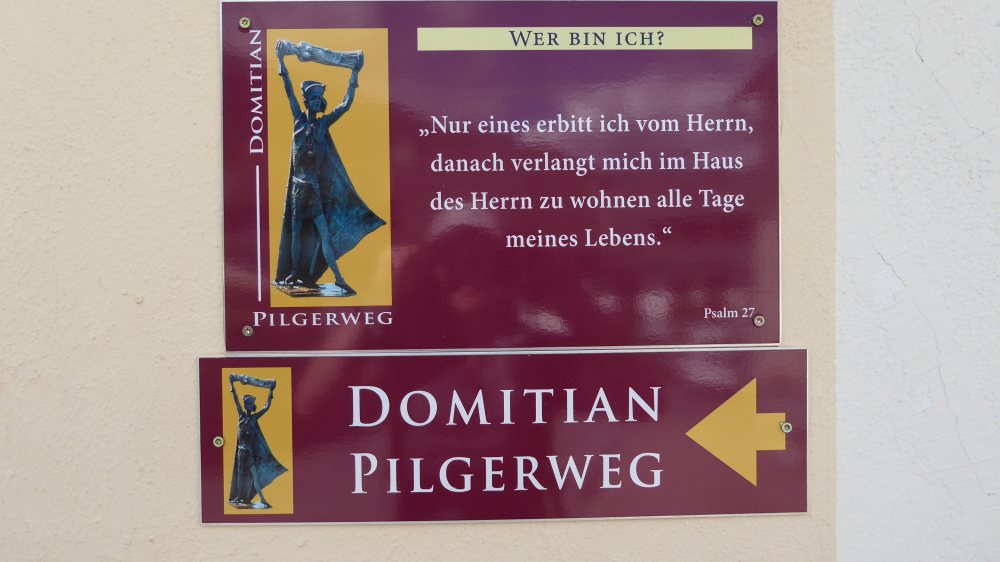 DOMITIAN
PILGERWEG
WER BIN ICH?
„Nur eines erbitt ich vom Herrn,
danach verlangt mich im Haus
des Herrn zu wohnen alle Tage
meines Lebens.“
Psalm 27
DOMITIAN
PILGERWEG